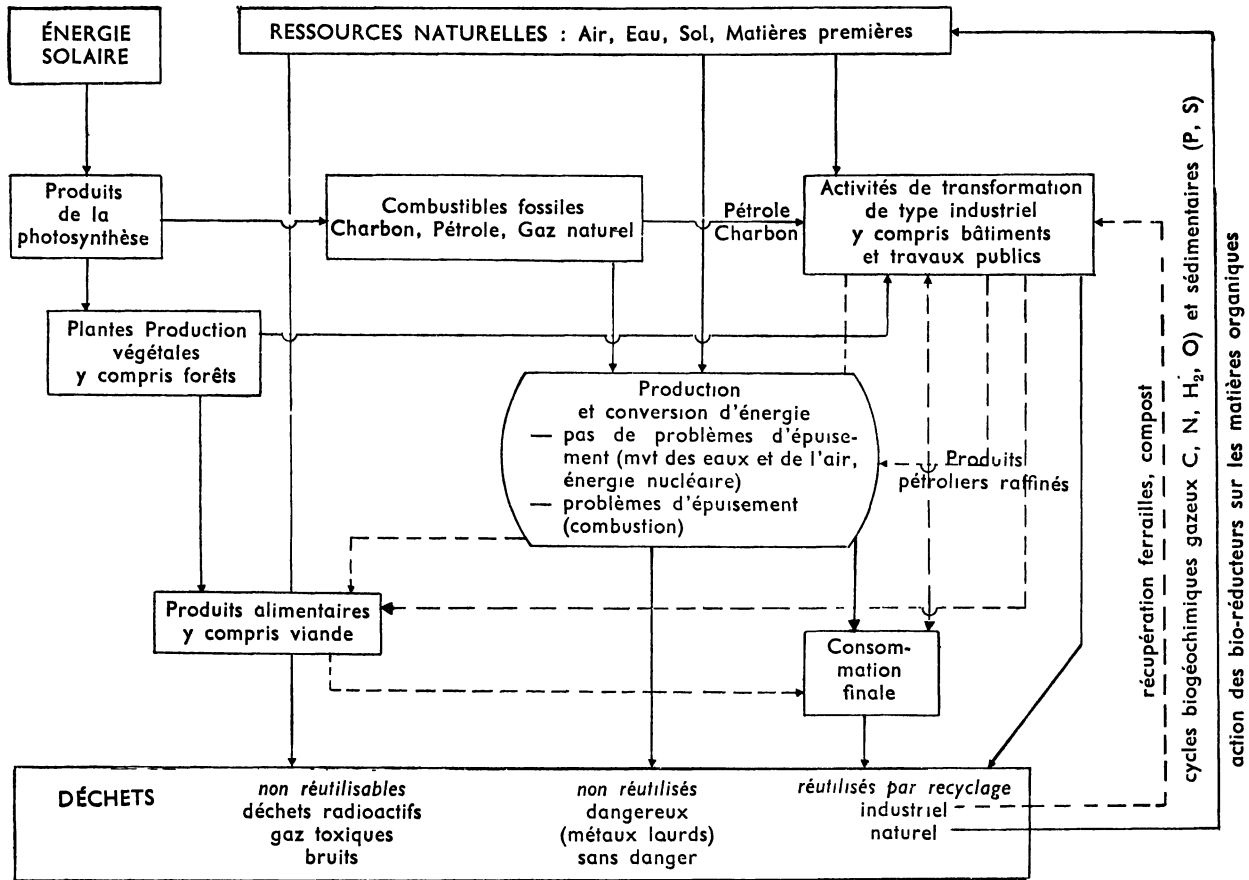 ÉNERGIE
SOLAIRE
RESSOURCES NATURELLES : Air, Eau, Sol, Matières premières
Produits
de la
photosynthèse
Combustibles fossiles
Charbon, Pétrole, Gaz naturel
Pétrole
Charbon
Activités de transformation
de type industriel
y compris bâtiments
et travaux publics
Plantes Production
végétales
y compris forêts
Production
et conversion d'énergie
— pas de problèmes d'épuise-
ment (mvt des eaux et de l'air,
énergie nucléaire)
— problèmes d'épuisement
(combustion)
Produits
pétroliers raffinés
Produits alimentaires
y compris viande
Consom-
mation
finale
récupération ferrailles, compost
cycles biogéochimiques gazeux C, N, H2, O) et sédimentaires (P, S)
action des bio-réducteurs sur les matières organiques
DÉCHETS
non réutilisables
déchets radioactifs
gaz toxiques
bruits
non réutilisés
dangereux
(métaux lourds)
sans danger
réutilisés par recyclage
industriel
naturel